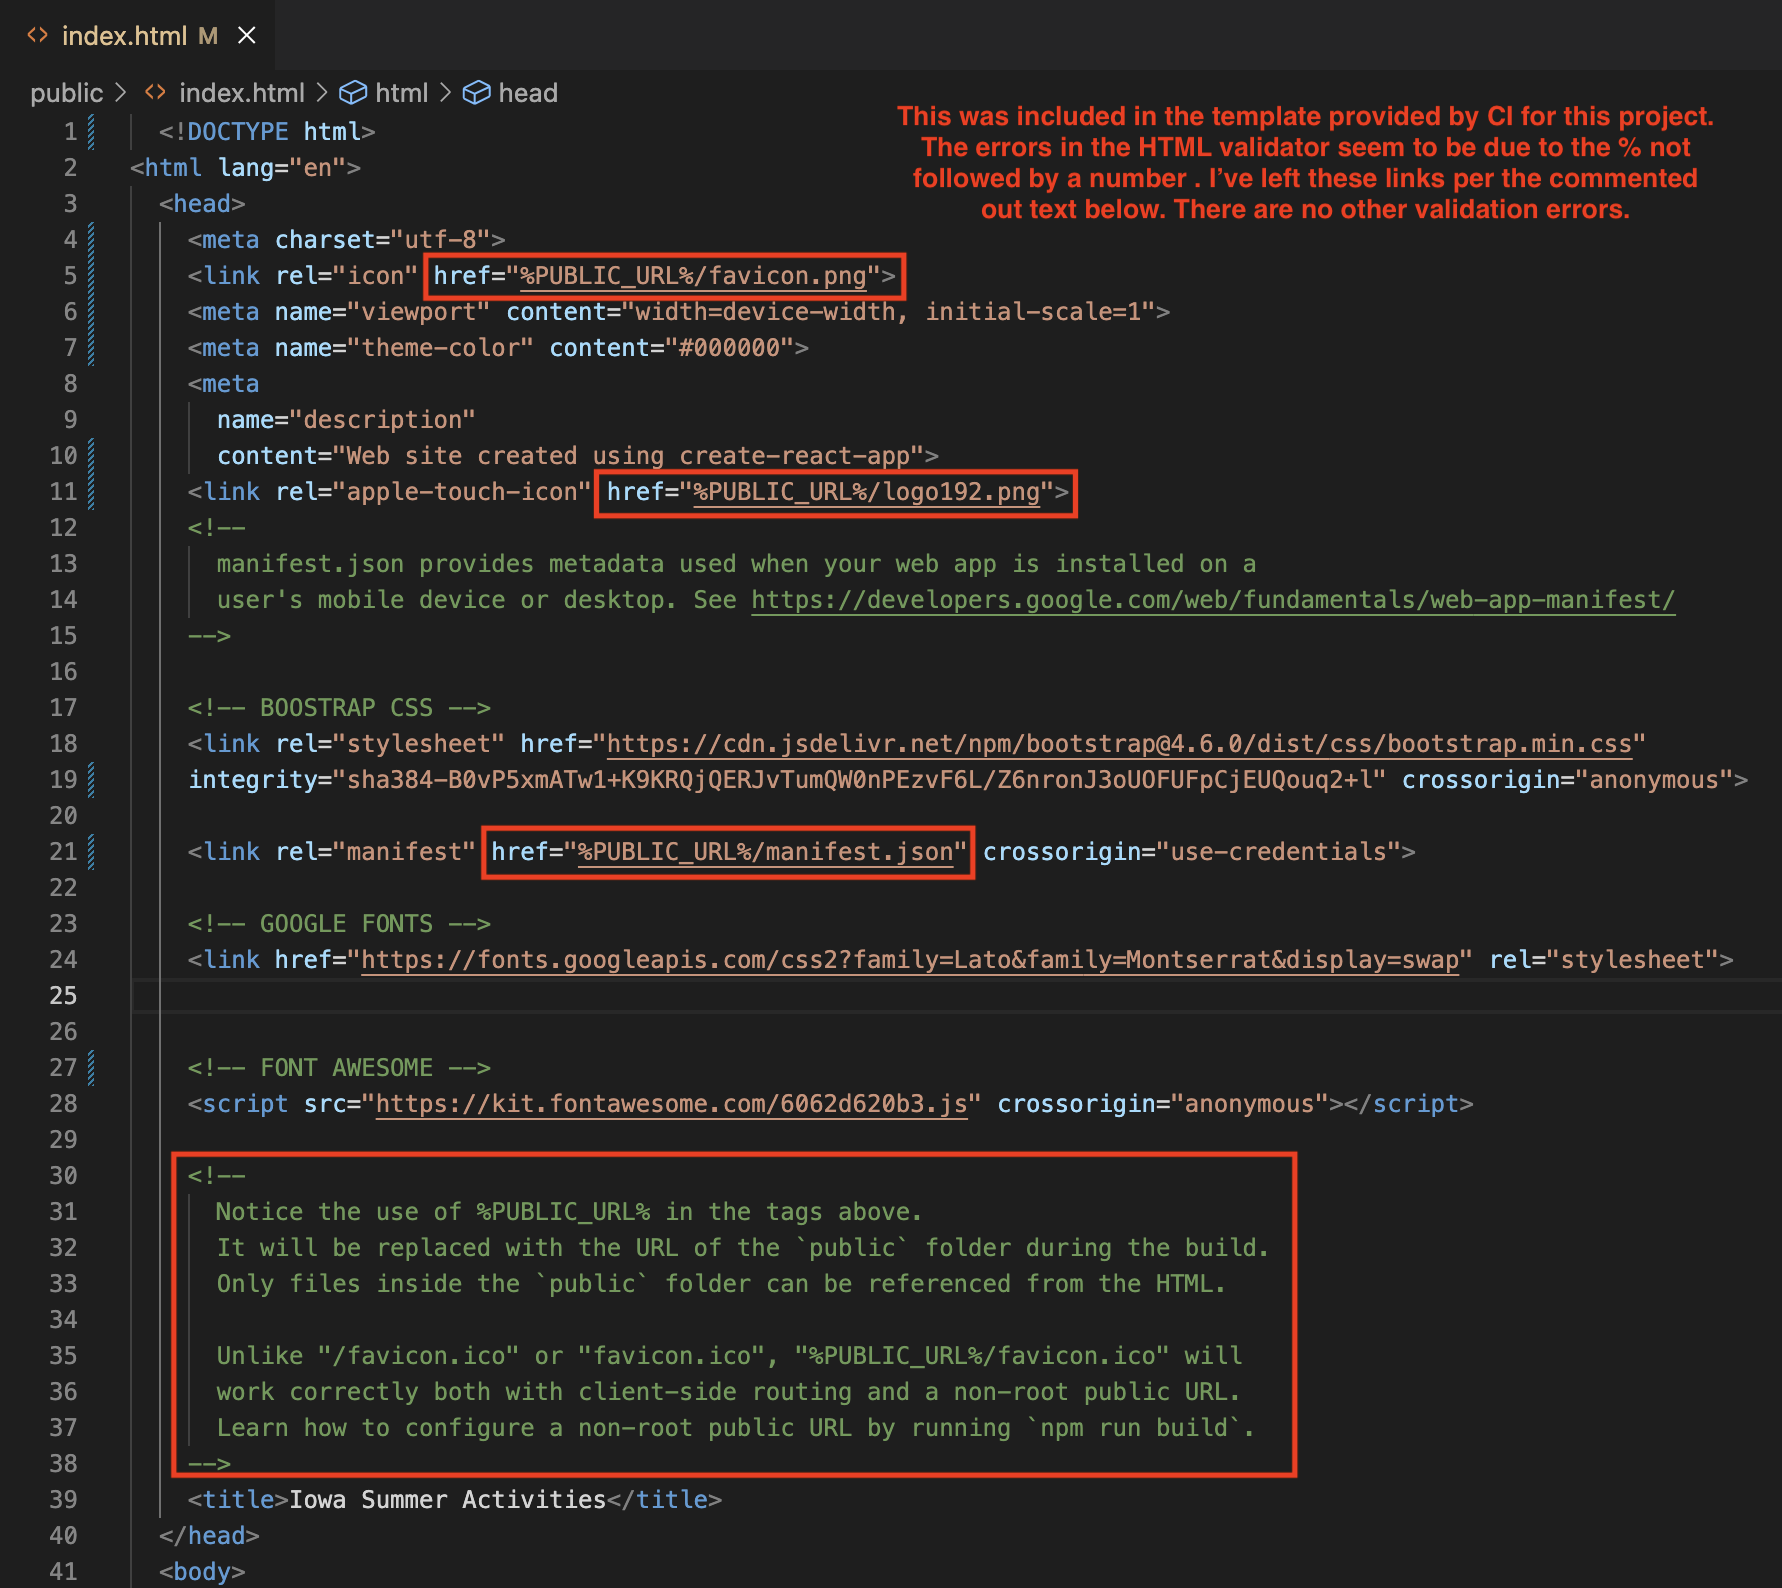 index.html M
public > index.html > html > head
This was included in the template provided by CI for this project.
The errors in the HTML validator seem to be due to the % not
followed by a number . I’ve left these links per the commented
out text below. There are no other validation errors.
1 <!DOCTYPE html>
2 <html lang="en">
3 <head>
4 <meta charset="utf-8">
5 <link rel="icon" href="%PUBLIC_URL%/favicon.png">
6 <meta name="viewport" content="width=device-width, initial-scale=1">
7 <meta name="theme-color" content="#000000">
8 <meta
9 name="description"
10 content="Web site created using create-react-app">
11 <link rel="apple-touch-icon" href="%PUBLIC_URL%/logo192.png">
12 <!--
13 manifest.json provides metadata used when your web app is installed on a
14 user's mobile device or desktop. See https://developers.google.com/web/fundamentals/web-app-manifest/
15 -->
16
17 <!-- BOOSTRAP CSS -->
18 <link rel="stylesheet" href="https://cdn.jsdelivr.net/npm/bootstrap@4.6.0/dist/css/bootstrap.min.css"
19 integrity="sha384-B0vP5xmATw1+K9KRQjQERJvTumQW0nPEzvF6L/Z6nronJ3oUOFUFpCjEUQouq2+l" crossorigin="anonymous">
20
21 <link rel="manifest" href="%PUBLIC_URL%/manifest.json" crossorigin="use-credentials">
22
23 <!-- GOOGLE FONTS -->
24 <link href="https://fonts.googleapis.com/css2?family=Lato&family=Montserrat&display=swap" rel="stylesheet">
25
26
27 <!-- FONT AWESOME -->
28 <script src="https://kit.fontawesome.com/6062d620b3.js" crossorigin="anonymous"></script>
29
30 <!--
31 Notice the use of %PUBLIC_URL% in the tags above.
32 It will be replaced with the URL of the `public` folder during the build.
33 Only files inside the `public` folder can be referenced from the HTML.
34
35 Unlike "/favicon.ico" or "favicon.ico", "%PUBLIC_URL%/favicon.ico" will
36 work correctly both with client-side routing and a non-root public URL.
37 Learn how to configure a non-root public URL by running `npm run build`.
38 -->
39 <title>Iowa Summer Activities</title>
40 </head>
41 <body>